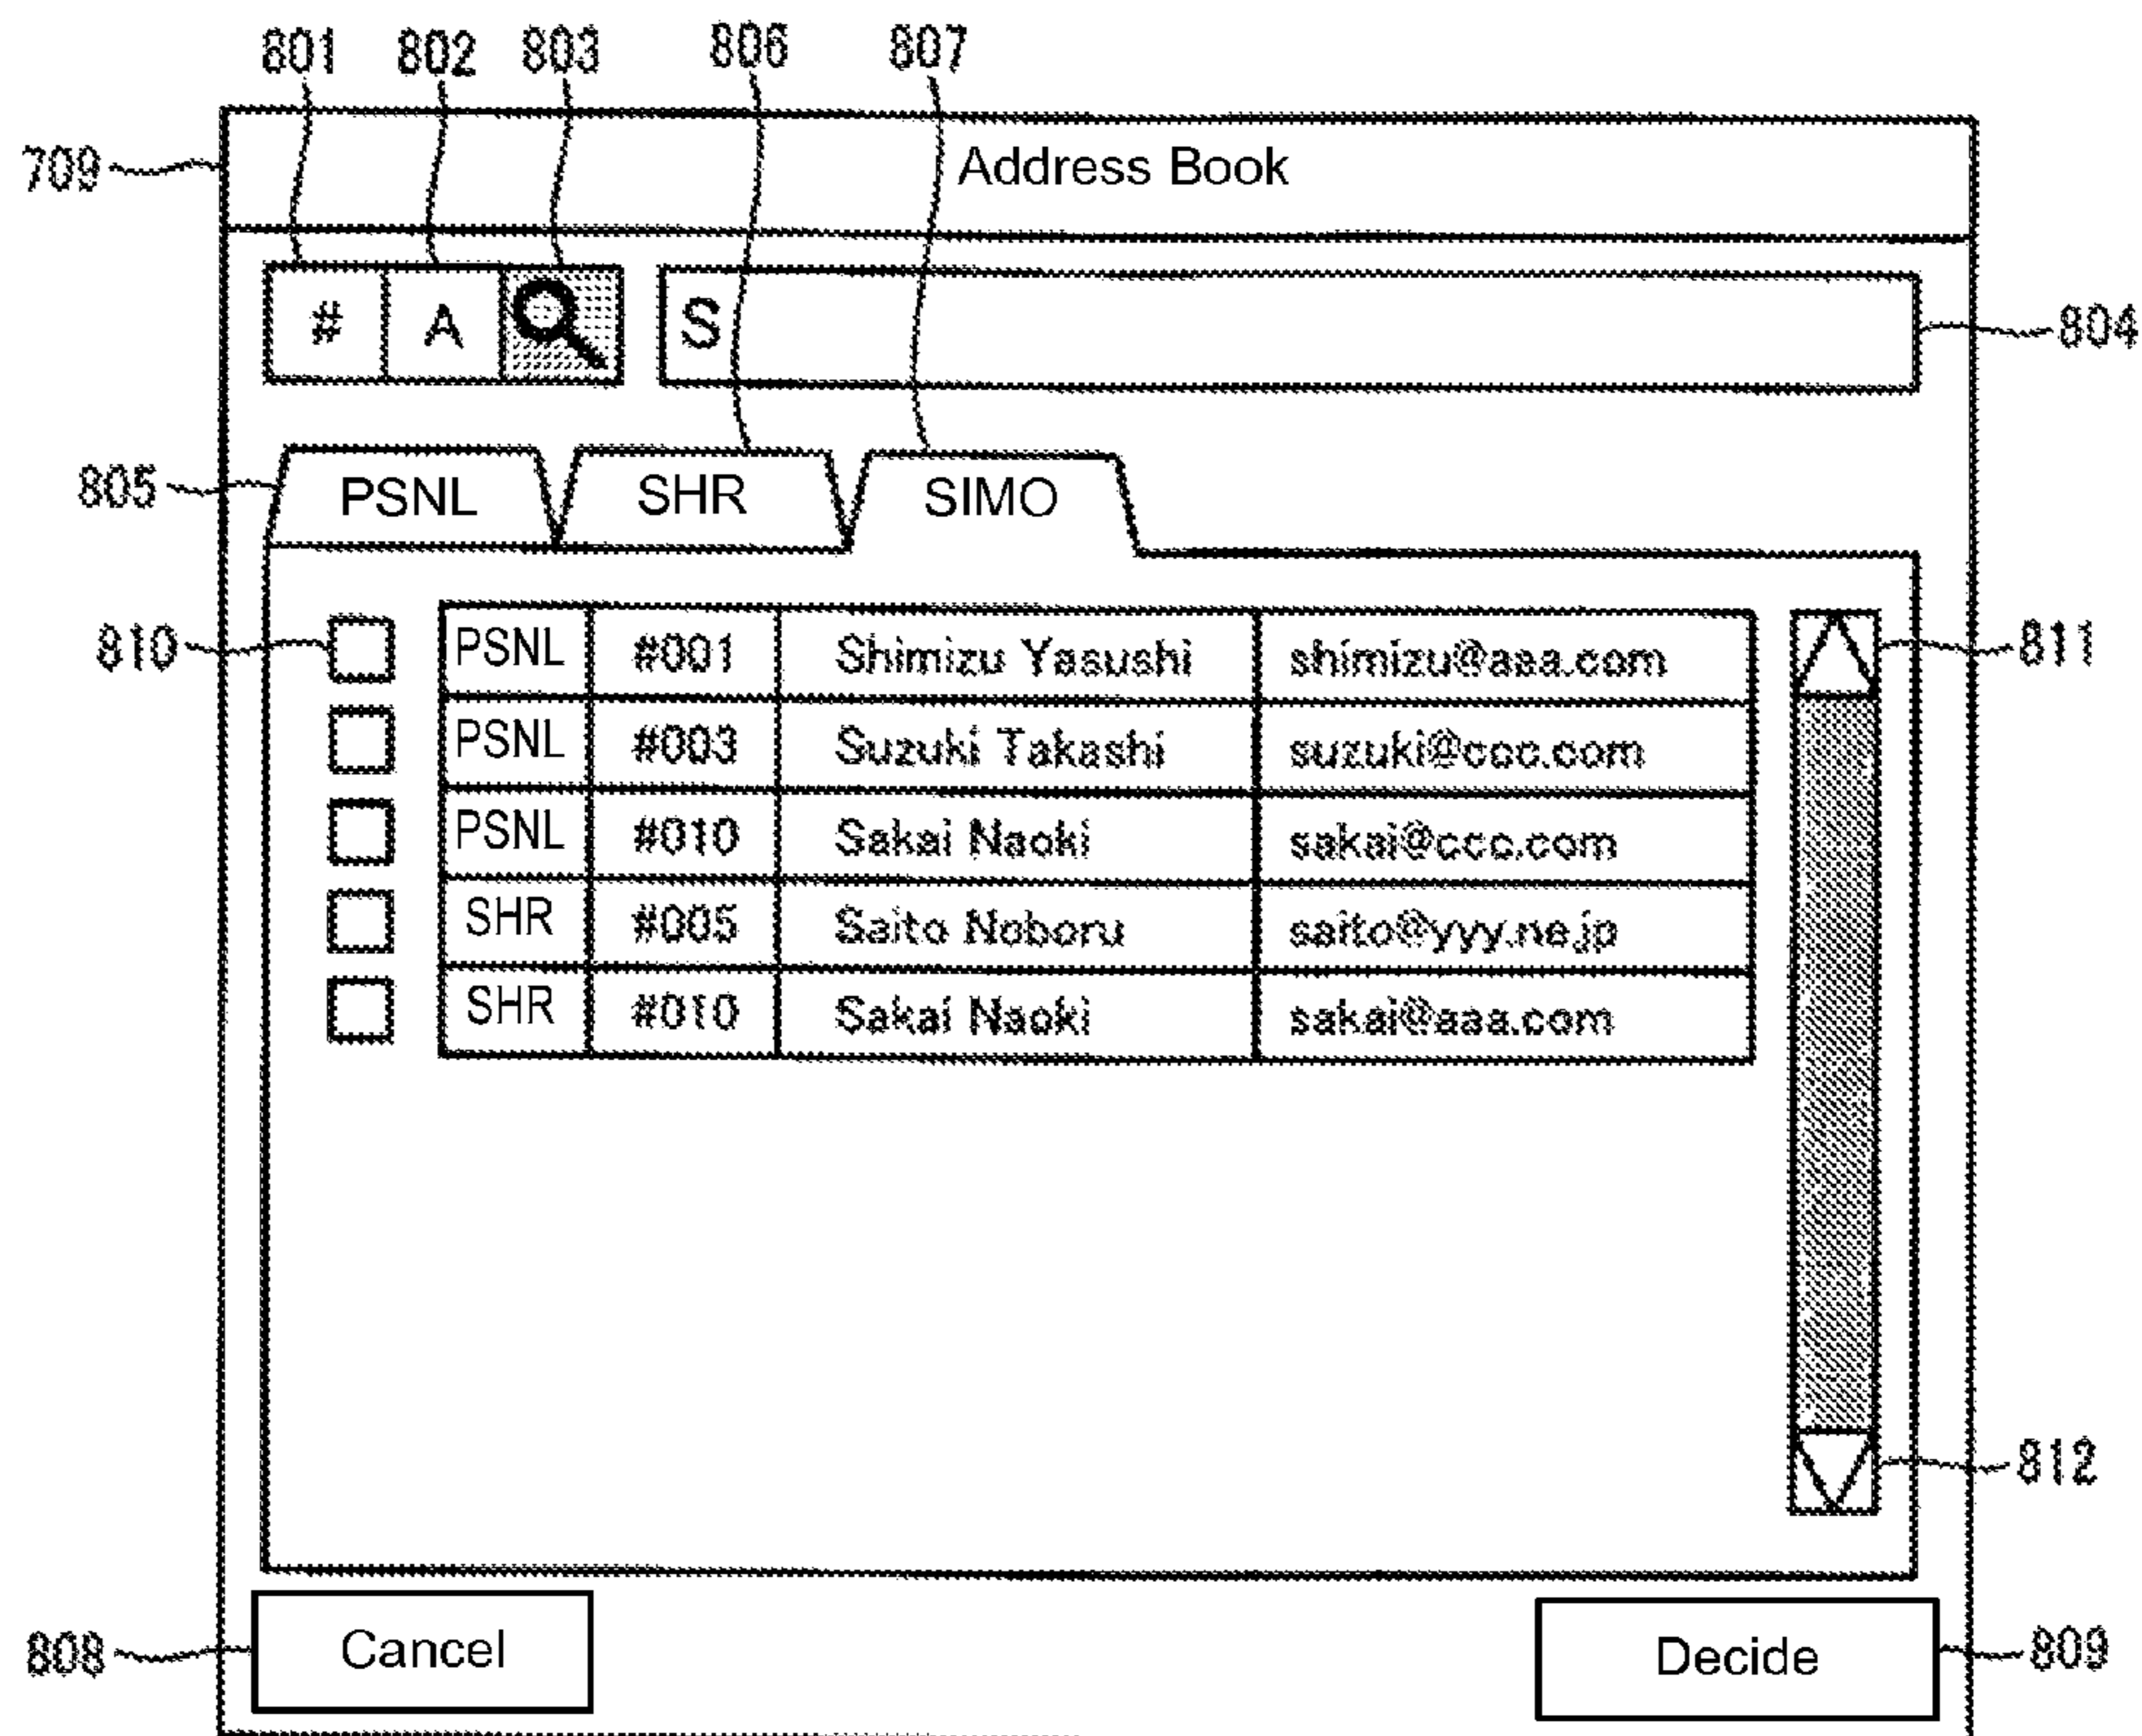 801 802 803 806 807
709 Address Book
# A S 804
805 PSNL SHR SIMO
810 PSNL #001 Shimizu Yasushi shimizu@aaa.com 811
PSNL #003 Suzuki Takashi suzuki@ccc.com
PSNL #010 Sakai Naoki sakai@ccc.com
SHR #005 Saito Noboru saito@yyy.ne.jp
SHR #010 Sakai Naoki sakai@aaa.com
812
808 Cancel Decide 809